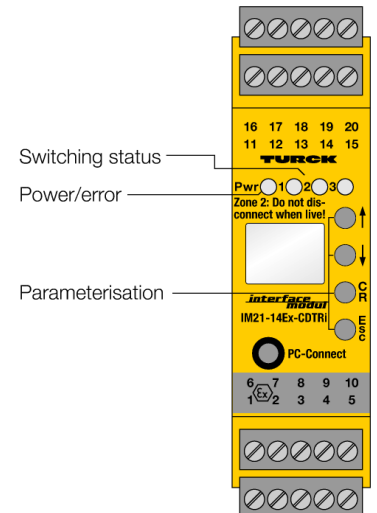 16 17 18 19 20
11 12 13 14 15
TURCK
Switching status
Power/error
Pwr 1 2 3
Zone 2: Do not dis-
connect when live!
Parameterisation
CR
interface
modul
IM21-14Ex-CDTRi
Esc
PC-Connect
6 7 8 9 10
Ex
1 2 3 4 5